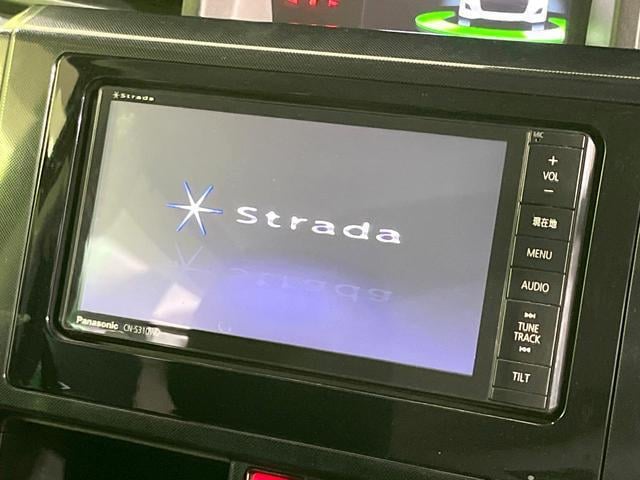 Strada
MIC
+
VOL
−
現在地
MENU
AUDIO
TUNE
TRACK
TILT
strada
Panasonic